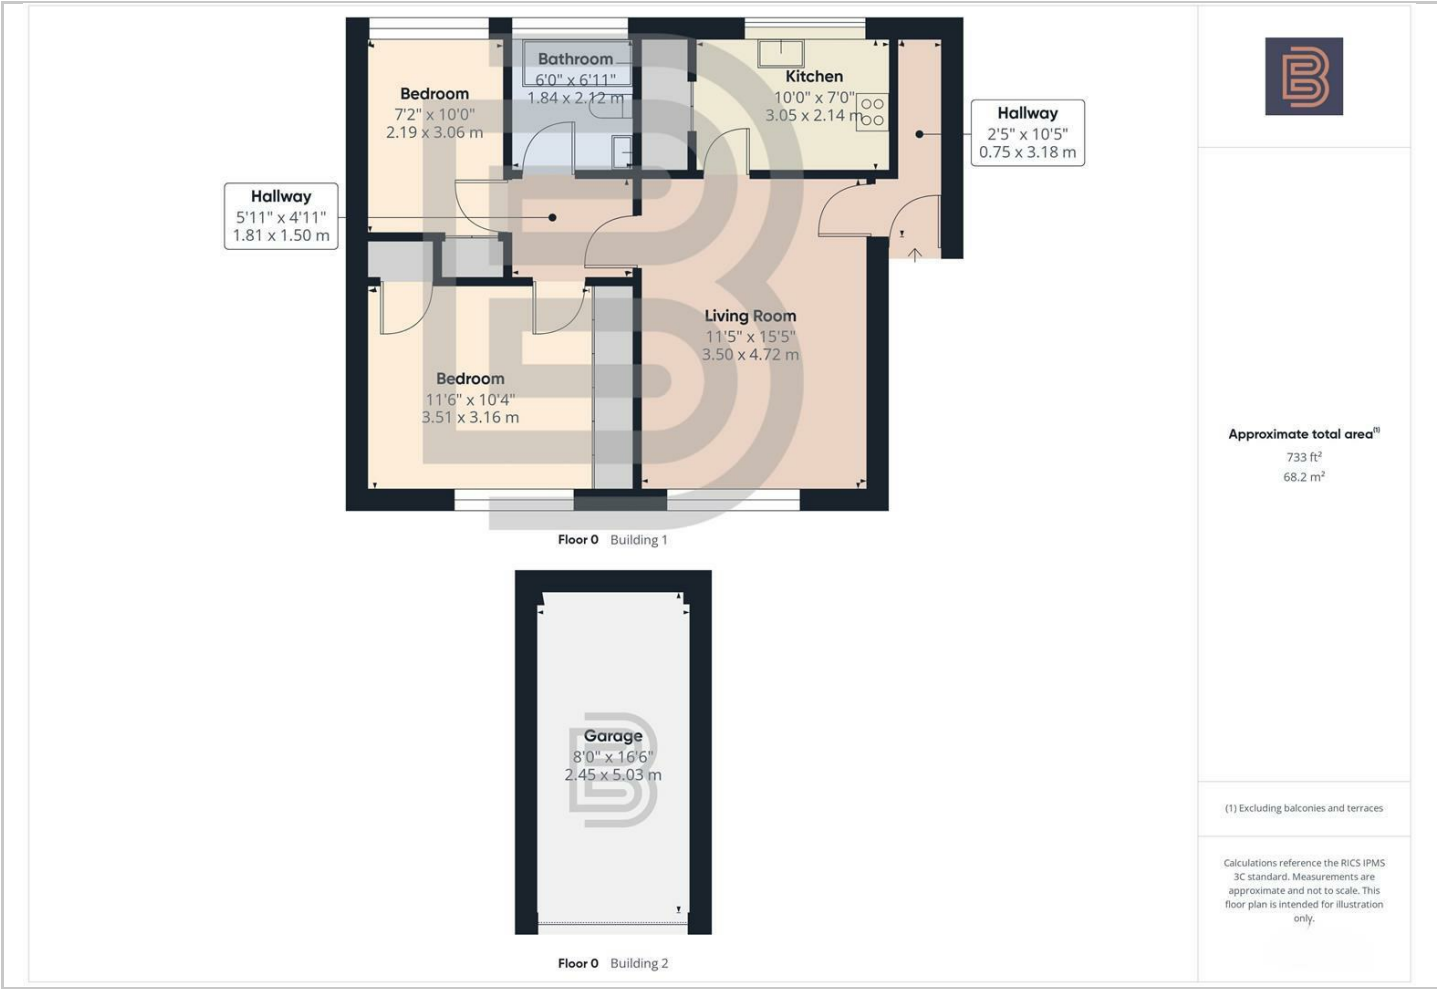 Bedroom
7'2" x 10'0"
2.19 x 3.06 m
Bathroom
6'0" x 6'11"
1.84 x 2.12 m
Kitchen
10'0" x 7'0"
3.05 x 2.14 m
Hallway
2'5" x 10'5"
0.75 x 3.18 m
Hallway
5'11" x 4'11"
1.81 x 1.50 m
Living Room
11'5" x 15'5"
3.50 x 4.72 m
Bedroom
11'6" x 10'4"
3.51 x 3.16 m
Floor 0 Building 1
Garage
8'0" x 16'6"
2.45 x 5.03 m
Floor 0 Building 2
B
Approximate total area(1)
733 ft²
68.2 m²
(1) Excluding balconies and terraces
Calculations reference the RICS IPMS
3C standard. Measurements are
approximate and not to scale. This
floor plan is intended for illustration
only.